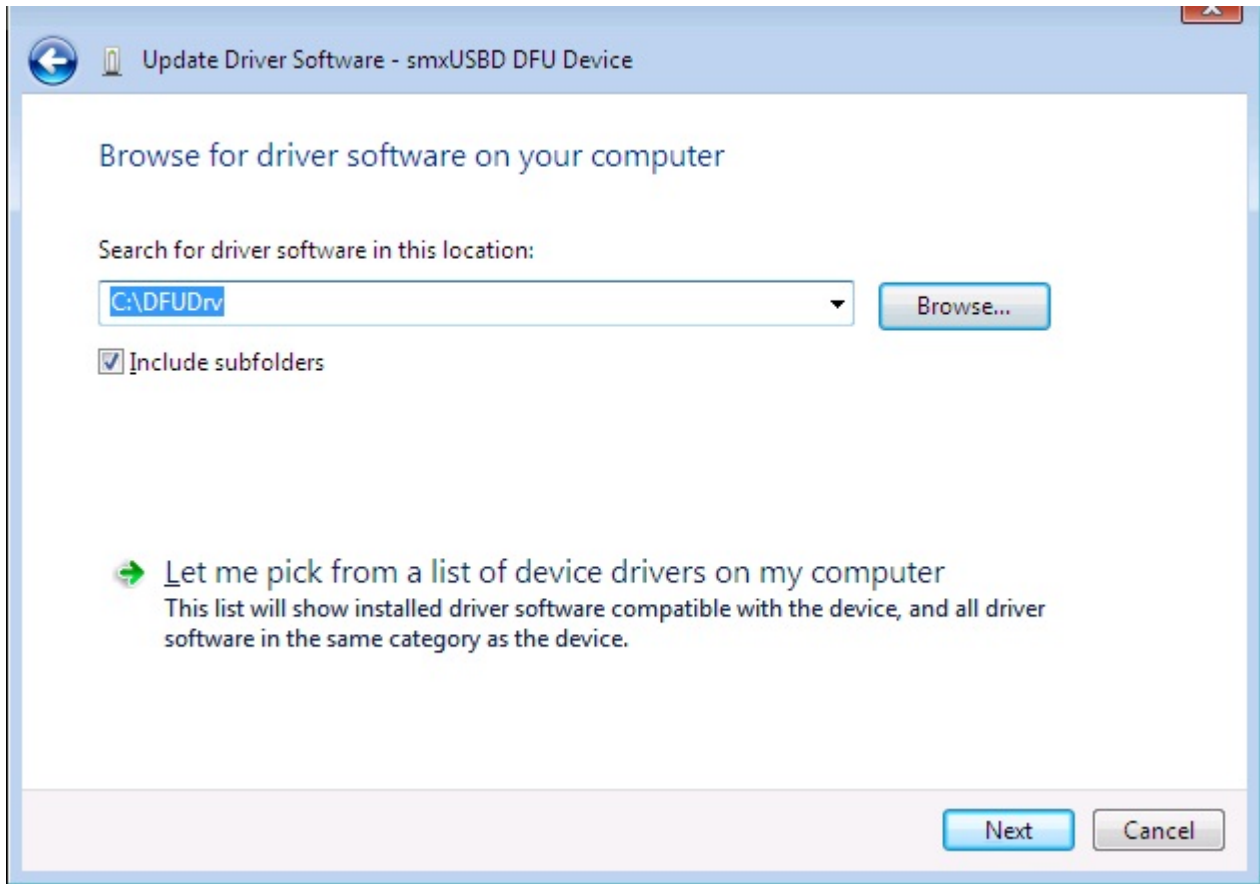 Update Driver Software - smxUSBD DFU Device
Browse for driver software on your computer
Search for driver software in this location:
C:\DFUDrv
Browse...
Include subfolders
Let me pick from a list of device drivers on my computer
This list will show installed driver software compatible with the device, and all driver
software in the same category as the device.
Next
Cancel